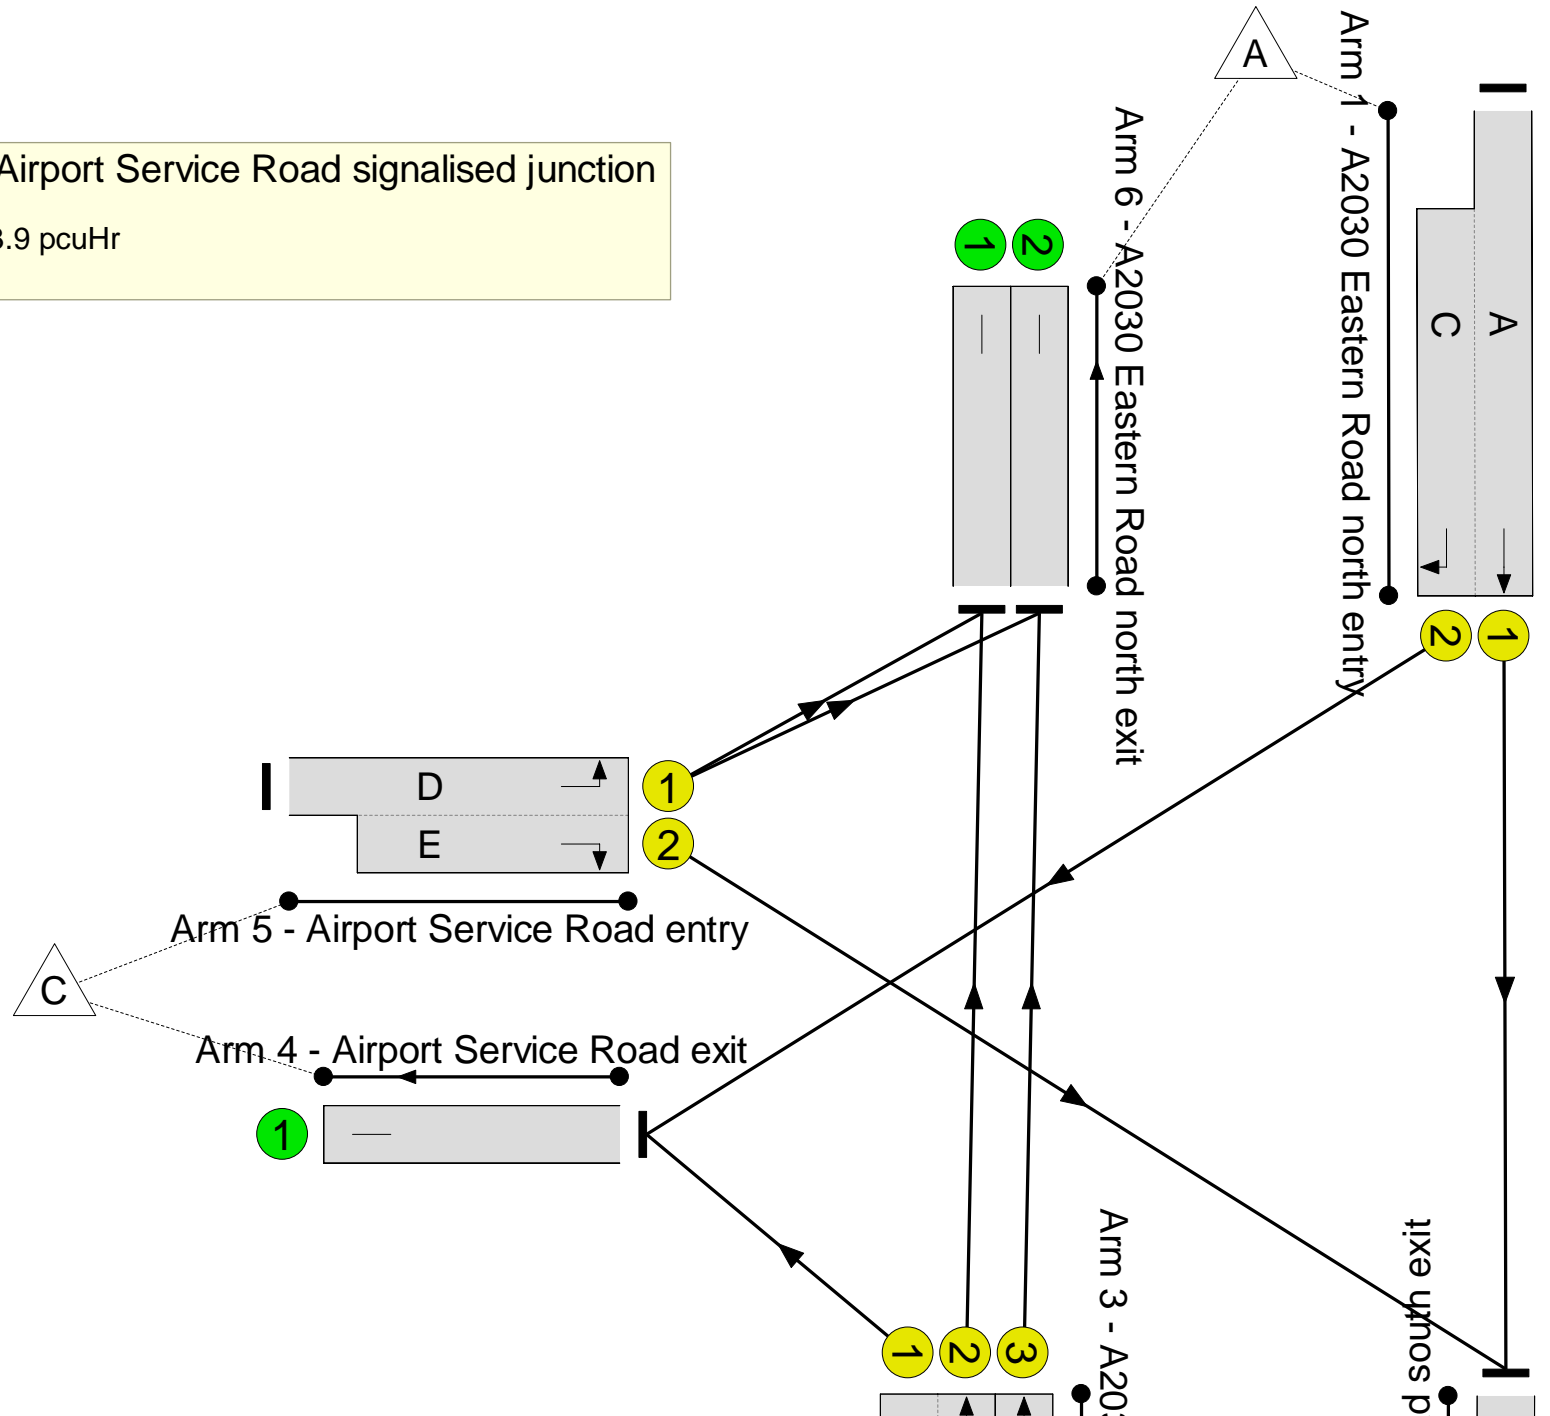 Airport Service Road signalised junction
3.9 pcuHr
A
Arm 1 - A2030 Eastern Road north entry
A
C
1
2
Arm 6 - A2030 Eastern Road north exit
1
2
D
E
1
2
Arm 5 - Airport Service Road entry
C
Arm 4 - Airport Service Road exit
1
Arm 3 - A203
1
2
3
d south exit